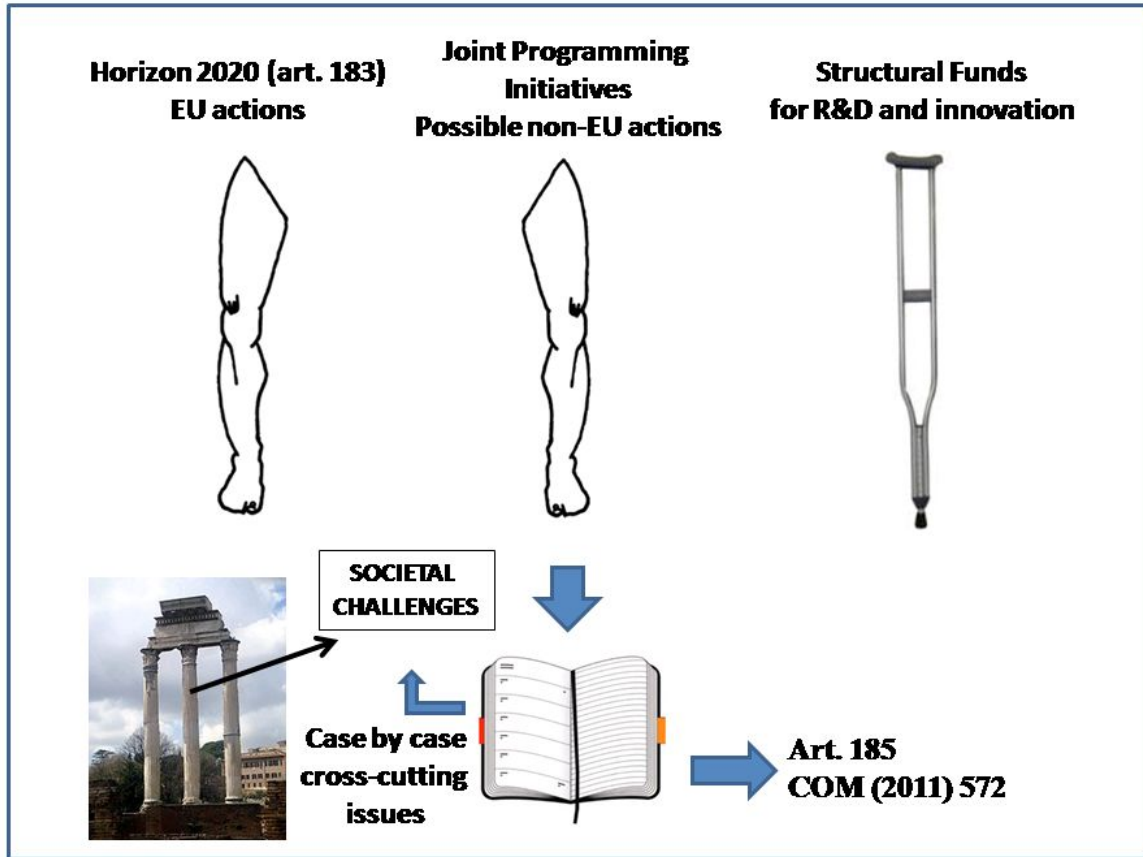 Horizon 2020 (art. 183)
EU actions
Joint Programming
Initiatives
Possible non-EU actions
Structural Funds
for R&D and innovation
SOCIETAL
CHALLENGES
Case by case
cross-cutting
issues
Art. 185
COM (2011) 572